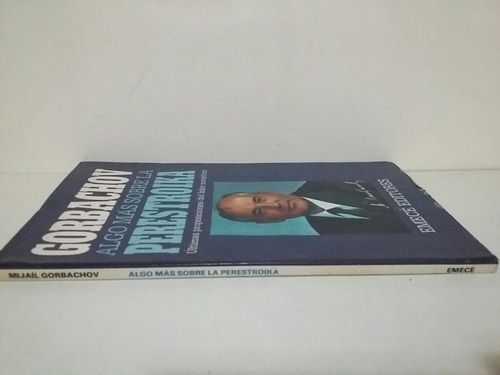 GORBACHOV
ALGO MÁS SOBRE LA
PERESTROIKA
Últimas proposiciones del líder soviético
EMECÉ EDITORES
MIJAÍL GORBACHOV ALGO MÁS SOBRE LA PERESTROIKA EMECÉ